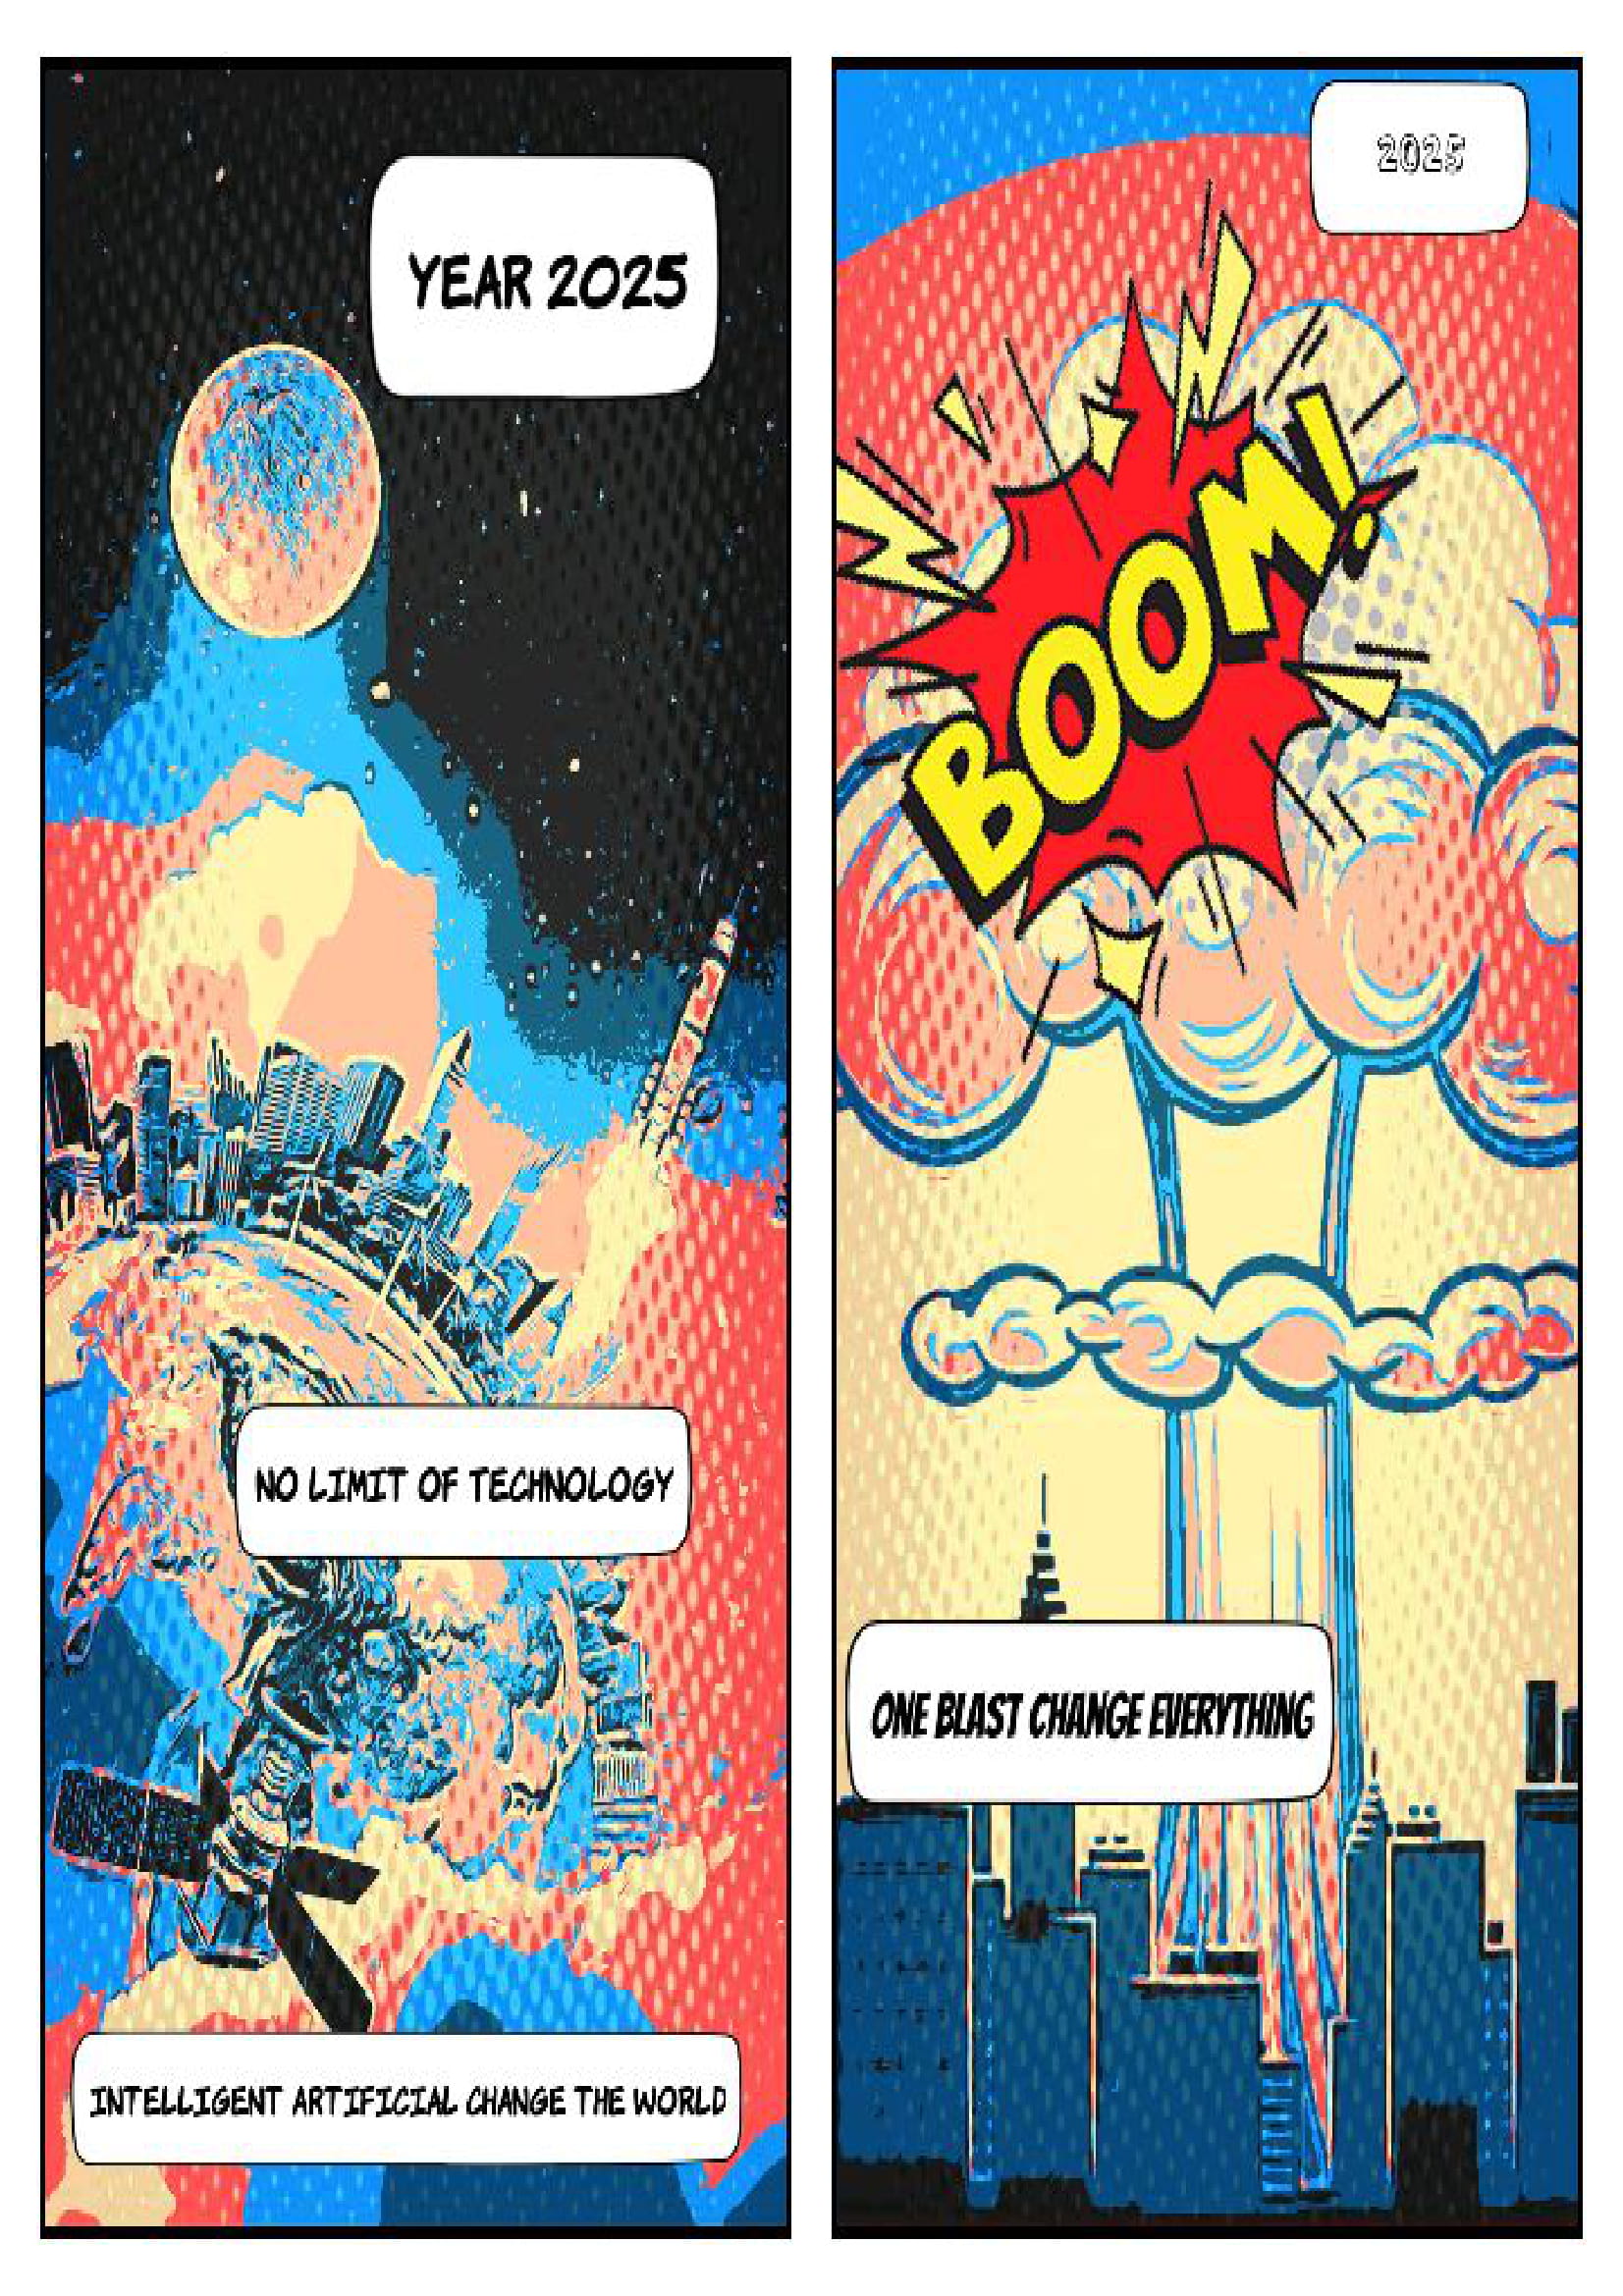 YEAR 2025
NO LIMIT OF TECHNOLOGY
INTELLIGENT ARTIFICIAL CHANGE THE WORLD
2025
BOOM!
ONE BLAST CHANGE EVERYTHING